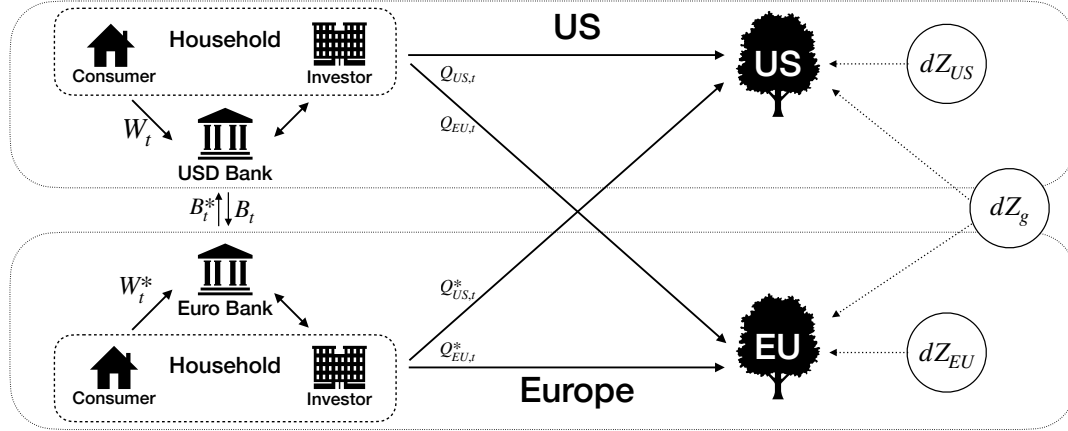 Household
US
Consumer
Investor
US
dZ_{US}
Q_{US,t}
W_t
Q_{EU,t}
USD Bank
B_t^*
B_t
dZ_g
W_t^*
Euro Bank
Q_{US,t}^*
Q_{EU,t}^*
Household
EU
dZ_{EU}
Consumer
Investor
Europe